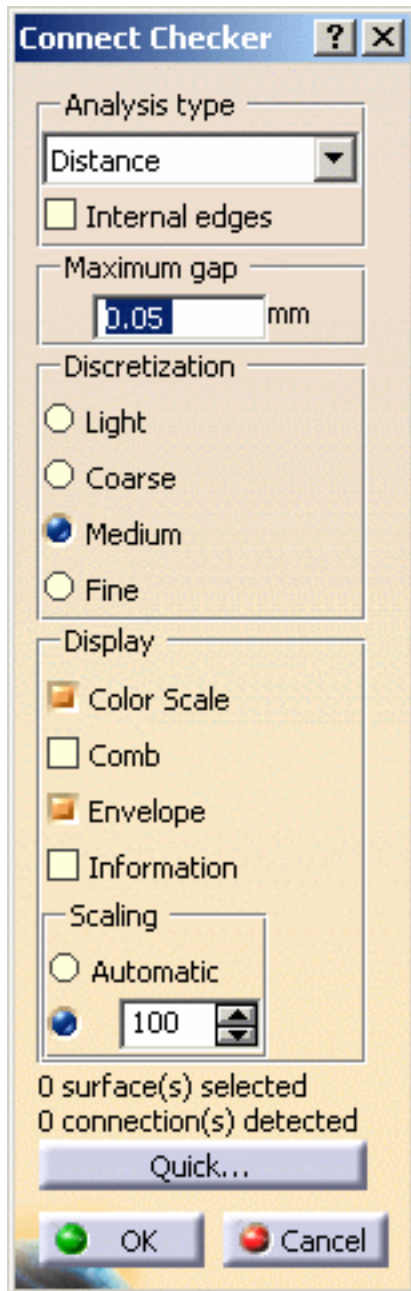 Connect Checker ? X
Analysis type
Distance
Internal edges
Maximum gap
0.05 mm
Discretization
Light
Coarse
Medium
Fine
Display
Color Scale
Comb
Envelope
Information
Scaling
Automatic
100
0 surface(s) selected
0 connection(s) detected
Quick...
OK Cancel